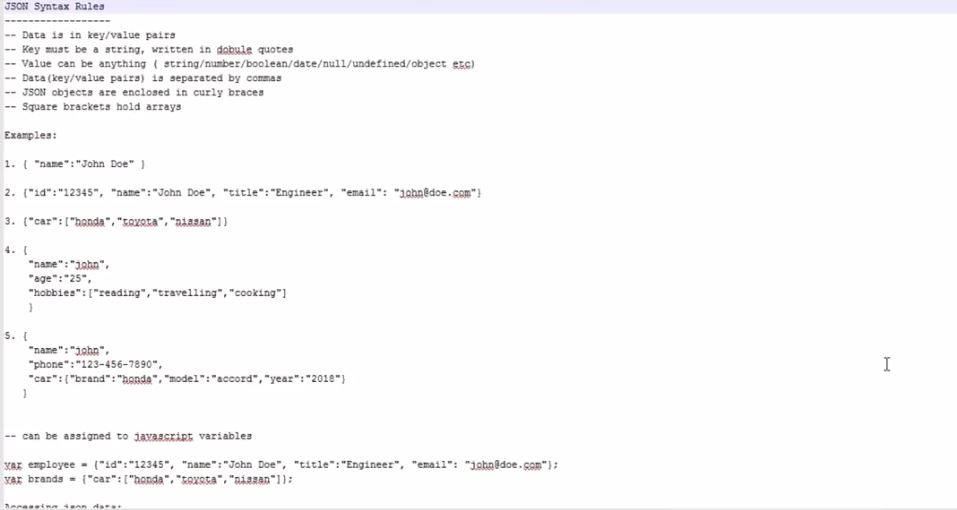 JSON Syntax Rules
------------------
-- Data is in key/value pairs
-- Key must be a string, written in dobule quotes
-- Value can be anything ( string/number/boolean/date/null/undefined/object etc)
-- Data(key/value pairs) is separated by commas
-- JSON objects are enclosed in curly braces
-- Square brackets hold arrays
Examples:
1. { "name":"John Doe" }
2. {"id":"12345", "name":"John Doe", "title":"Engineer", "email": "john@doe.com"}
3. {"car":["honda","toyota","nissan"]}
4. {
"name":"john",
"age":"25",
"hobbies":["reading","travelling","cooking"]
}
5. {
"name":"john",
"phone":"123-456-7890",
"car":{"brand":"honda","model":"accord","year":"2018"}
}
-- can be assigned to javascript variables
var employee = {"id":"12345", "name":"John Doe", "title":"Engineer", "email": "john@doe.com"};
var brands = {"car":["honda","toyota","nissan"]};
Accessing json data: